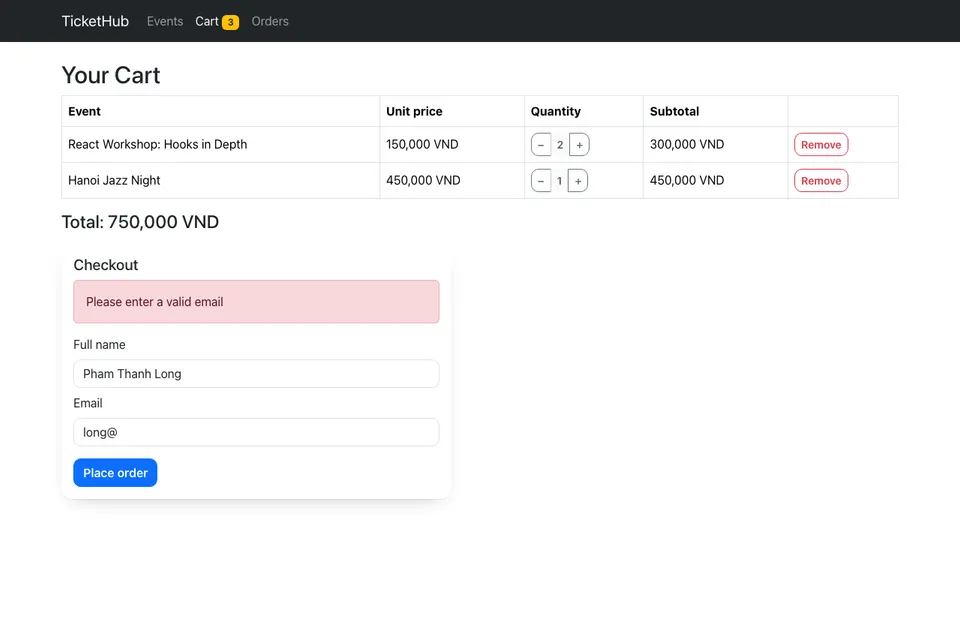 TicketHub Events Cart 3 Orders
Your Cart
Event Unit price Quantity Subtotal
React Workshop: Hooks in Depth 150,000 VND − 2 + 300,000 VND Remove
Hanoi Jazz Night 450,000 VND − 1 + 450,000 VND Remove
Total: 750,000 VND
Checkout
Please enter a valid email
Full name
Pham Thanh Long
Email
long@
Place order